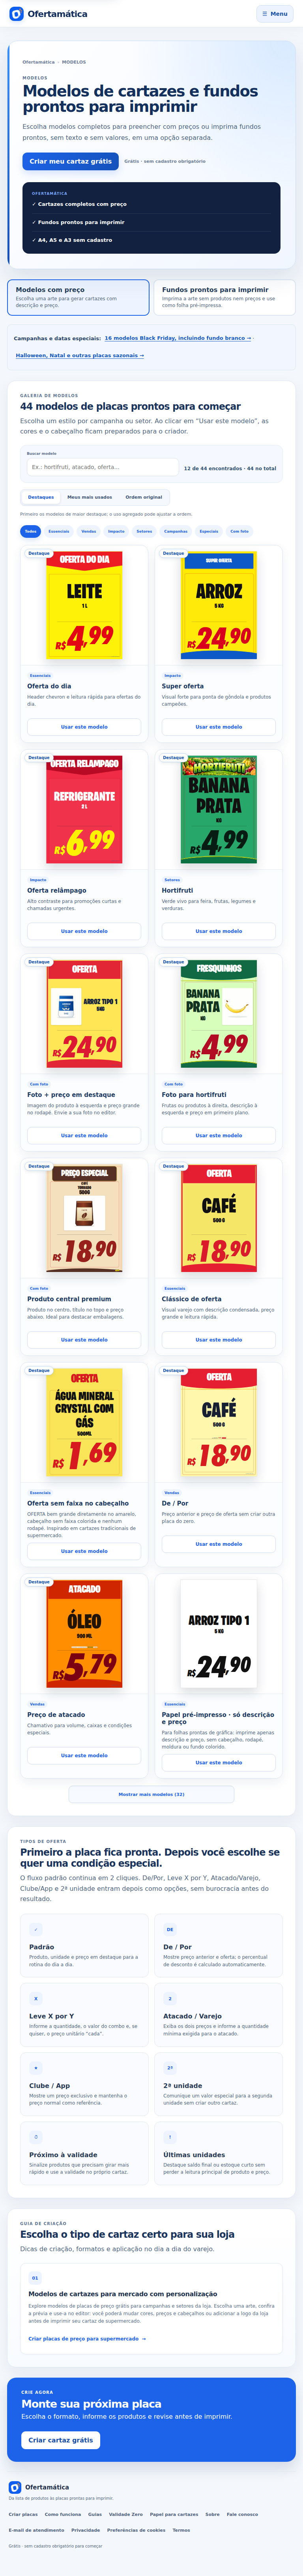 Ofertamática
☰ Menu
Ofertamática · MODELOS
MODELOS
Modelos de cartazes e fundos
prontos para imprimir
Escolha modelos completos para preencher com preços ou imprima fundos
prontos, sem texto e sem valores, em uma opção separada.
Criar meu cartaz grátis
Grátis · sem cadastro obrigatório
OFERTAMÁTICA
✓ Cartazes completos com preço
✓ Fundos prontos para imprimir
✓ A4, A5 e A3 sem cadastro
Modelos com preço
Escolha uma arte para gerar cartazes com
descrição e preço.
Fundos prontos para imprimir
Imprima a arte sem produtos nem preços e use
como folha pré-impressa.
Campanhas e datas especiais: 16 modelos Black Friday, incluindo fundo branco → ·
Halloween, Natal e outras placas sazonais →
GALERIA DE MODELOS
44 modelos de placas prontos para começar
Escolha um estilo por campanha ou setor. Ao clicar em “Usar este modelo”, as
cores e o cabeçalho ficam preparados para o criador.
Buscar modelo
Ex.: hortifruti, atacado, oferta...
12 de 44 encontrados · 44 no total
Destaques
Meus mais usados
Ordem original
Primeiro os modelos de maior destaque; o uso agregado pode ajustar a ordem.
Todos
Essenciais
Vendas
Impacto
Setores
Campanhas
Especiais
Com foto
Destaque
OFERTA DO DIA
LEITE
1 L
R$4,99
Essenciais
Oferta do dia
Header chevron e leitura rápida para ofertas do
dia.
Usar este modelo
Destaque
SUPER OFERTA
ARROZ
5 KG
R$24,90
Impacto
Super oferta
Visual forte para ponta de gôndola e produtos
campeões.
Usar este modelo
Destaque
OFERTA RELÂMPAGO
REFRIGERANTE
2 L
R$6,99
Impacto
Oferta relâmpago
Alto contraste para promoções curtas e
chamadas urgentes.
Usar este modelo
Destaque
HORTIFRUTI
BANANA
PRATA
KG
R$4,99
Setores
Hortifruti
Verde vivo para feira, frutas, legumes e
verduras.
Usar este modelo
Destaque
OFERTA
ARROZ TIPO 1
5KG
R$24,90
Com foto
Foto + preço em destaque
Imagem do produto à esquerda e preço grande
no rodapé. Envie a sua foto no editor.
Usar este modelo
Destaque
FRESQUINHOS
BANANA
PRATA
KG
R$4,99
Com foto
Foto para hortifruti
Frutas ou produtos à direita, descrição à
esquerda e preço em primeiro plano.
Usar este modelo
Destaque
PREÇO ESPECIAL
CAFÉ
TORRADO
500G
R$18,90
Com foto
Produto central premium
Produto no centro, título no topo e preço
abaixo. Ideal para destacar embalagens.
Usar este modelo
Destaque
OFERTA
CAFÉ
500 G
R$18,90
Essenciais
Clássico de oferta
Visual varejo com descrição condensada, preço
grande e leitura rápida.
Usar este modelo
Destaque
OFERTA
ÁGUA MINERAL
CRYSTAL COM
GÁS
500ML
R$1,69
Essenciais
Oferta sem faixa no cabeçalho
OFERTA bem grande diretamente no amarelo,
cabeçalho sem faixa colorida e nenhum
rodapé. Inspirado em cartazes tradicionais de
supermercado.
Usar este modelo
Destaque
OFERTA
CAFÉ
500 G
R$18,90
Vendas
De / Por
Preço anterior e preço de oferta sem criar outra
placa do zero.
Usar este modelo
Destaque
ATACADO
ÓLEO
900 ML
R$5,79
Vendas
Preço de atacado
Chamativo para volume, caixas e condições
especiais.
Usar este modelo
ARROZ TIPO 1
5 KG
R$24,90
Essenciais
Papel pré-impresso · só descrição
e preço
Para folhas prontas de gráfica: imprime apenas
descrição e preço, sem cabeçalho, rodapé,
moldura ou fundo colorido.
Usar este modelo
Mostrar mais modelos (32)
TIPOS DE OFERTA
Primeiro a placa fica pronta. Depois você escolhe se
quer uma condição especial.
O fluxo padrão continua em 2 cliques. De/Por, Leve X por Y, Atacado/Varejo,
Clube/App e 2ª unidade entram depois como opções, sem burocracia antes do
resultado.
✓
Padrão
Produto, unidade e preço em destaque para a
rotina do dia a dia.
DE
De / Por
Mostre preço anterior e oferta; o percentual
de desconto é calculado automaticamente.
X
Leve X por Y
Informe a quantidade, o valor do combo e, se
quiser, o preço unitário “cada”.
2
Atacado / Varejo
Exiba os dois preços e informe a quantidade
mínima exigida para o atacado.
Clube / App
Mostre um preço exclusivo e mantenha o
preço normal como referência.
2ª
2ª unidade
Comunique um valor especial para a segunda
unidade sem criar outro cartaz.
Próximo à validade
Sinalize produtos que precisam girar mais
rápido e use a validade no próprio cartaz.
!
Últimas unidades
Destaque saldo final ou estoque curto sem
perder a leitura principal de produto e preço.
GUIA DE CRIAÇÃO
Escolha o tipo de cartaz certo para sua loja
Dicas de criação, formatos e aplicação no dia a dia do varejo.
01
Modelos de cartazes para mercado com personalização
Explore modelos de placas de preço grátis para campanhas e setores da loja. Escolha uma arte, confira
a prévia e use-a no editor: você poderá mudar cores, preços e cabeçalhos ou adicionar a logo da loja
antes de imprimir seu cartaz de supermercado.
Criar placas de preço para supermercado →
CRIE AGORA
Monte sua próxima placa
Escolha o formato, informe os produtos e revise antes de imprimir.
Criar cartaz grátis
Ofertamática
Da lista de produtos às placas prontas para imprimir.
Criar placas
Como funciona
Guias
Validade Zero
Papel para cartazes
Sobre
Fale conosco
E-mail de atendimento
Privacidade
Preferências de cookies
Termos
Grátis · sem cadastro obrigatório para começar